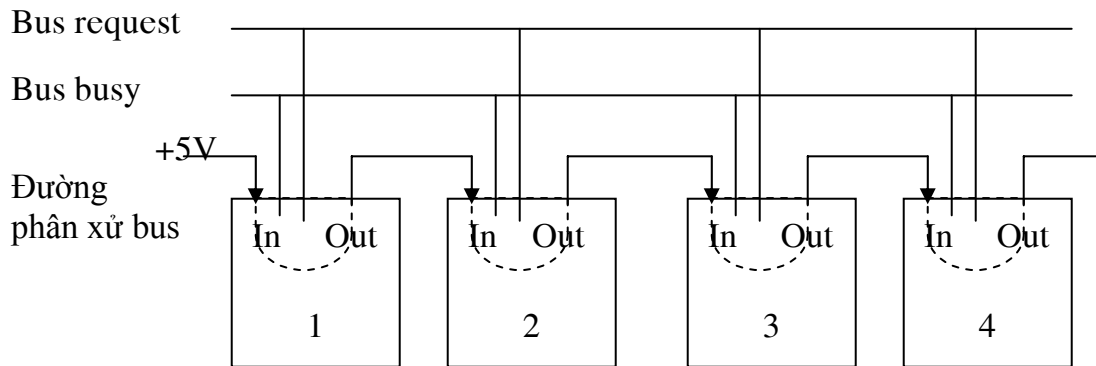 Bus request
Bus busy
+5V
Đường
phân xử bus
In Out In Out In Out In Out
1 2 3 4